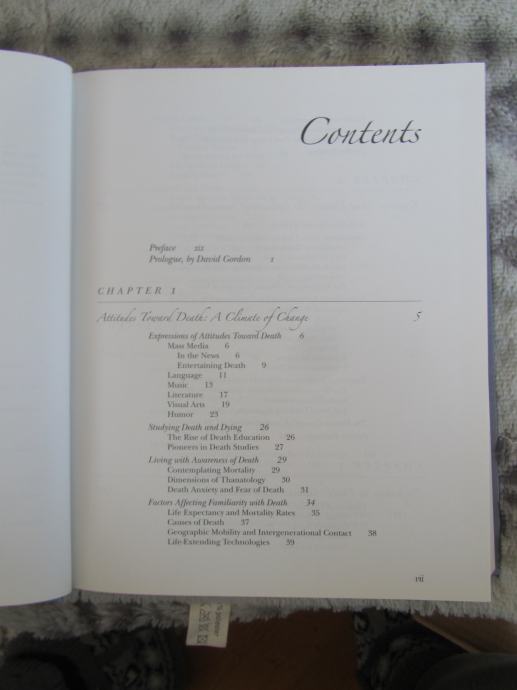 Contents
Preface xix
Prologue, by David Gordon 1
CHAPTER 1
Attitudes Toward Death: A Climate of Change 5
Expressions of Attitudes Toward Death 6
Mass Media 6
In the News 6
Entertaining Death 9
Language 11
Music 13
Literature 17
Visual Arts 19
Humor 23
Studying Death and Dying 26
The Rise of Death Education 26
Pioneers in Death Studies 27
Living with Awareness of Death 29
Contemplating Mortality 29
Dimensions of Thanatology 30
Death Anxiety and Fear of Death 31
Factors Affecting Familiarity with Death 34
Life Expectancy and Mortality Rates 35
Causes of Death 37
Geographic Mobility and Intergenerational Contact 38
Life-Extending Technologies 39
vii